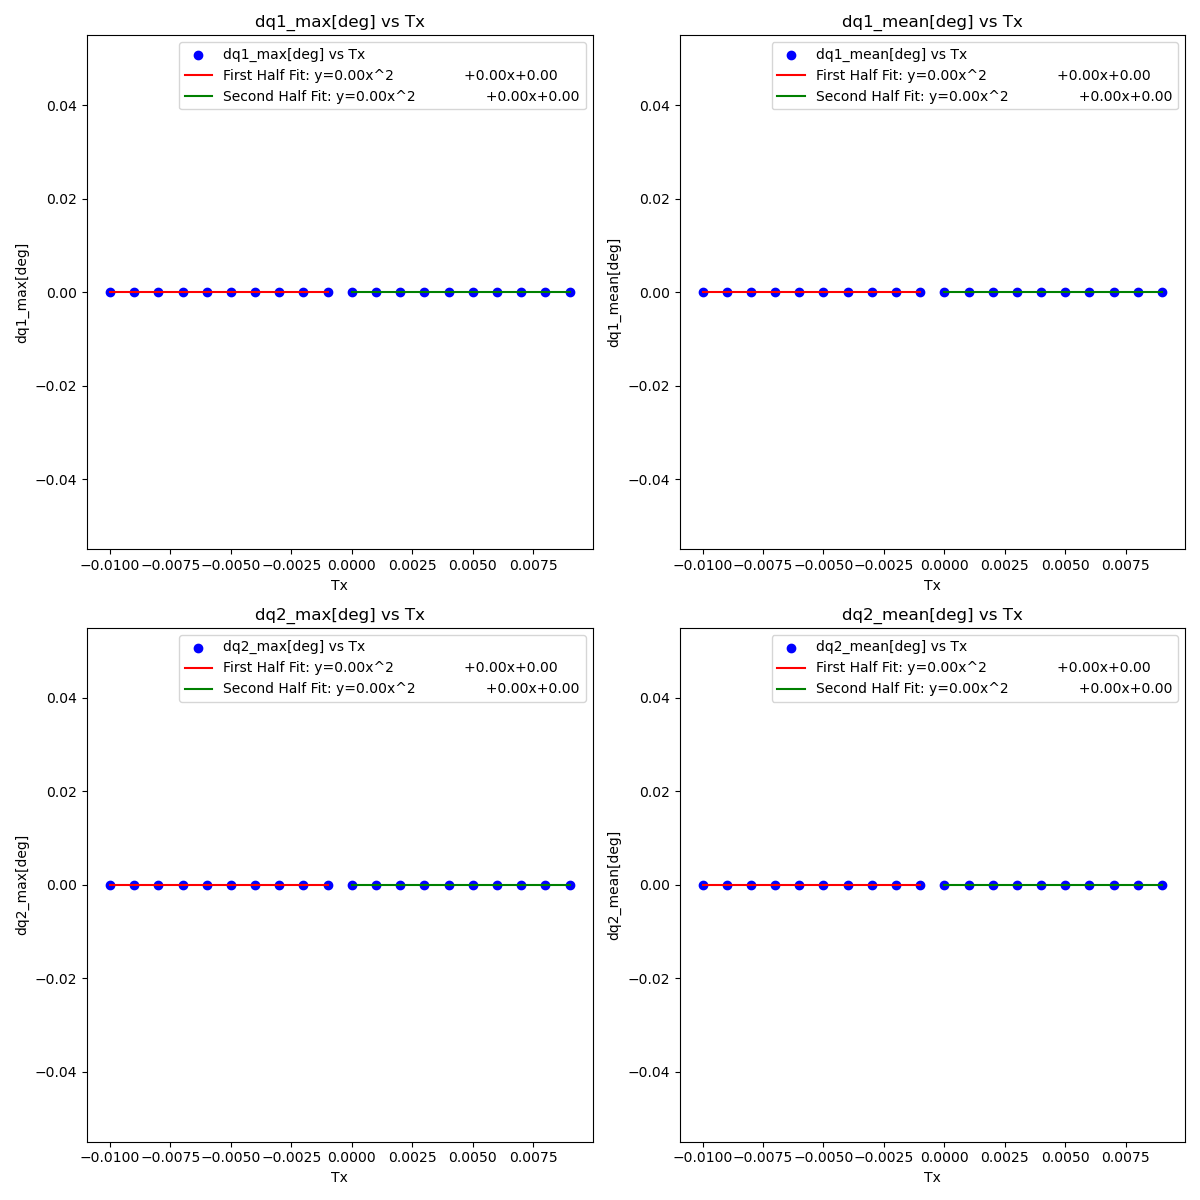 dq1_max[deg] vs Tx
dq1_max[deg] vs Tx
First Half Fit: y=0.00x^2 +0.00x+0.00
Second Half Fit: y=0.00x^2 +0.00x+0.00
0.04
0.02
0.00
−0.02
−0.04
dq1_max[deg]
−0.0100 −0.0075 −0.0050 −0.0025 0.0000 0.0025 0.0050 0.0075
Tx
dq1_mean[deg] vs Tx
dq1_mean[deg] vs Tx
First Half Fit: y=0.00x^2 +0.00x+0.00
Second Half Fit: y=0.00x^2 +0.00x+0.00
0.04
0.02
0.00
−0.02
−0.04
dq1_mean[deg]
−0.0100 −0.0075 −0.0050 −0.0025 0.0000 0.0025 0.0050 0.0075
Tx
dq2_max[deg] vs Tx
dq2_max[deg] vs Tx
First Half Fit: y=0.00x^2 +0.00x+0.00
Second Half Fit: y=0.00x^2 +0.00x+0.00
0.04
0.02
0.00
−0.02
−0.04
dq2_max[deg]
−0.0100 −0.0075 −0.0050 −0.0025 0.0000 0.0025 0.0050 0.0075
Tx
dq2_mean[deg] vs Tx
dq2_mean[deg] vs Tx
First Half Fit: y=0.00x^2 +0.00x+0.00
Second Half Fit: y=0.00x^2 +0.00x+0.00
0.04
0.02
0.00
−0.02
−0.04
dq2_mean[deg]
−0.0100 −0.0075 −0.0050 −0.0025 0.0000 0.0025 0.0050 0.0075
Tx